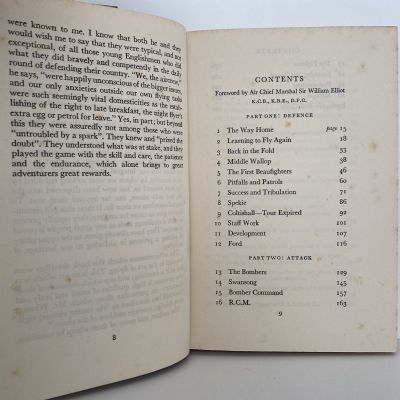 were known to me. I know that both he and they
would wish me to say that they were typical, and not
exceptional, of all those young Englishmen who did
what they did bravely and competently in the daily
round of defending their country. "We, the aircrew,"
he says, "were happily unconscious of the bigger issues,
and our only anxieties outside our own flying tasks
were such seemingly vital domesticities as the estab-
lishing of the right to late breakfast, the night flyer's
extra egg or petrol for leave." Yes, in part; but beyond
this they were assuredly not among those who were
"untroubled by a spark". They knew and "prized the
doubt". They understood what was at stake, and they
played the game with the skill and care, the patience
and the endurance, which alone brings to great
adventurers great rewards.
8
CONTENTS
Foreword by Air Chief Marshal Sir William Elliot
K.C.B., K.B.E., D.F.C.
PART ONE: DEFENCE
1 The Way Home page 15
2 Learning to Fly Again 18
3 Back in the Fold 33
4 Middle Wallop 38
5 The First Beaufighters 46
6 Pitfalls and Patrols 60
7 Success and Tribulation 71
8 Spekie 86
9 Coltishall—Tour Expired 92
10 Staff Work 101
11 Development 107
12 Ford 116
PART TWO: ATTACK
13 The Bombers 129
14 Swansong 145
15 Bomber Command 157
16 R.C.M. 163
9